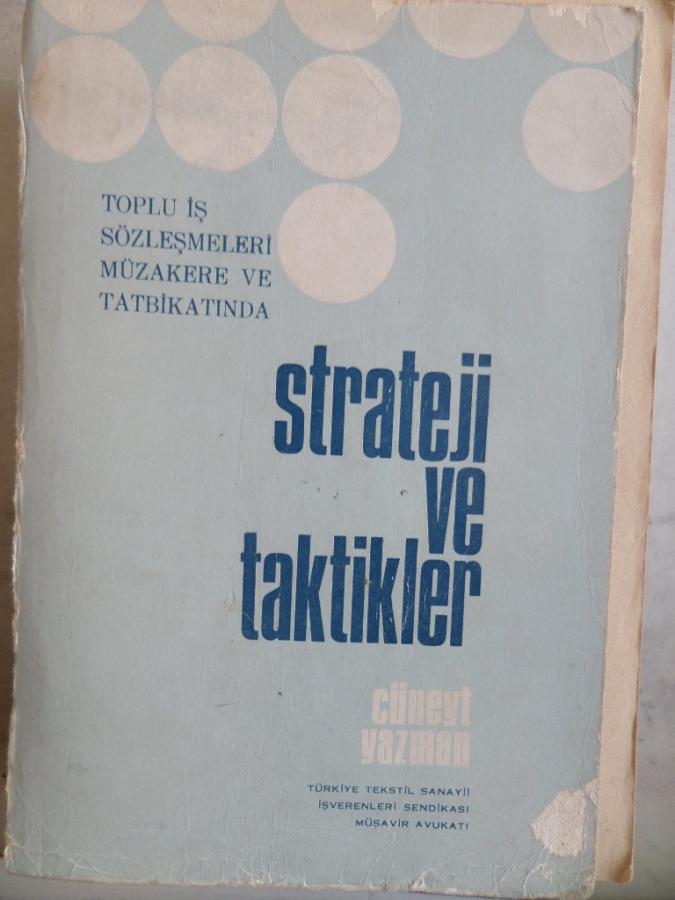 TOPLU İŞ
SÖZLEŞMELERİ
MÜZAKERE VE
TATBİKATINDA
strateji
ve
taktikler
cüneyt
yazman
TÜRKİYE TEKSTİL SANAYİİ
İŞVERENLERİ SENDİKASI
MÜŞAVİR AVUKATI